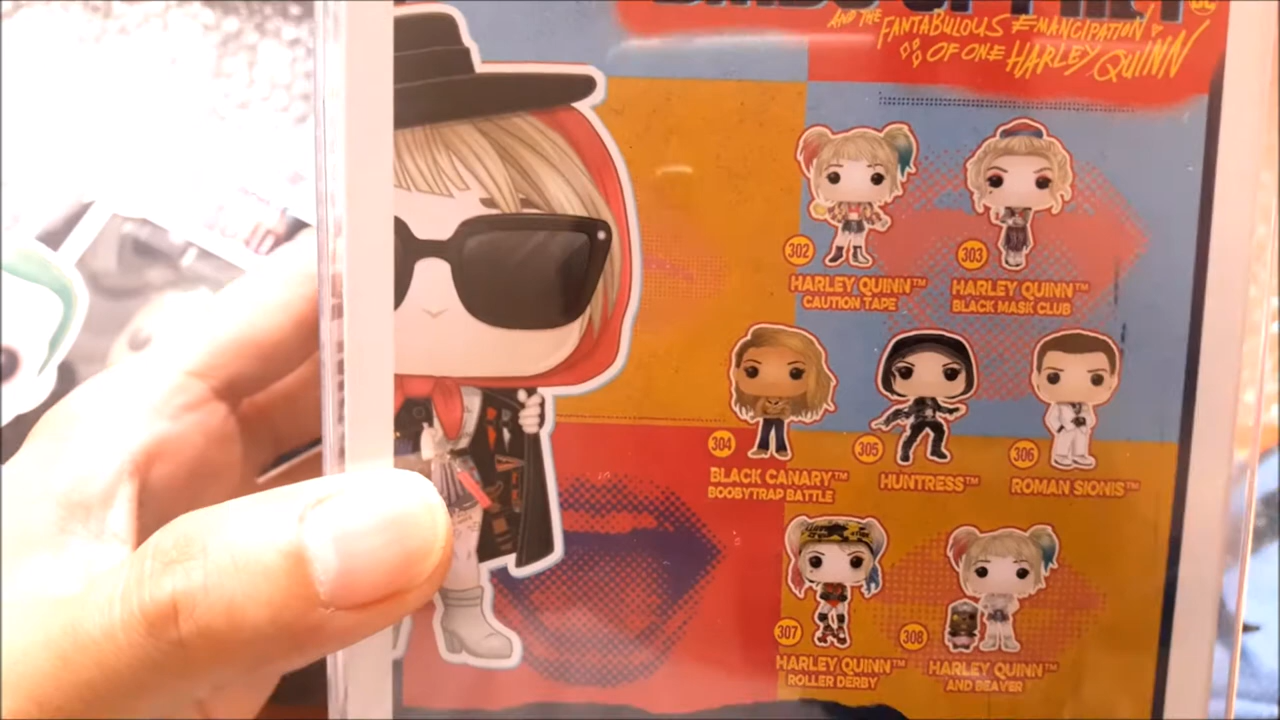 AND THE FANTABULOUS EMANCIPATION
OF ONE HARLEY QUINN
302
HARLEY QUINN™
CAUTION TAPE
303
HARLEY QUINN™
BLACK MASK CLUB
304
BLACK CANARY™
BOOBYTRAP BATTLE
305
HUNTRESS™
306
ROMAN SIONIS™
307
HARLEY QUINN™
ROLLER DERBY
308
HARLEY QUINN™
AND BEAVER